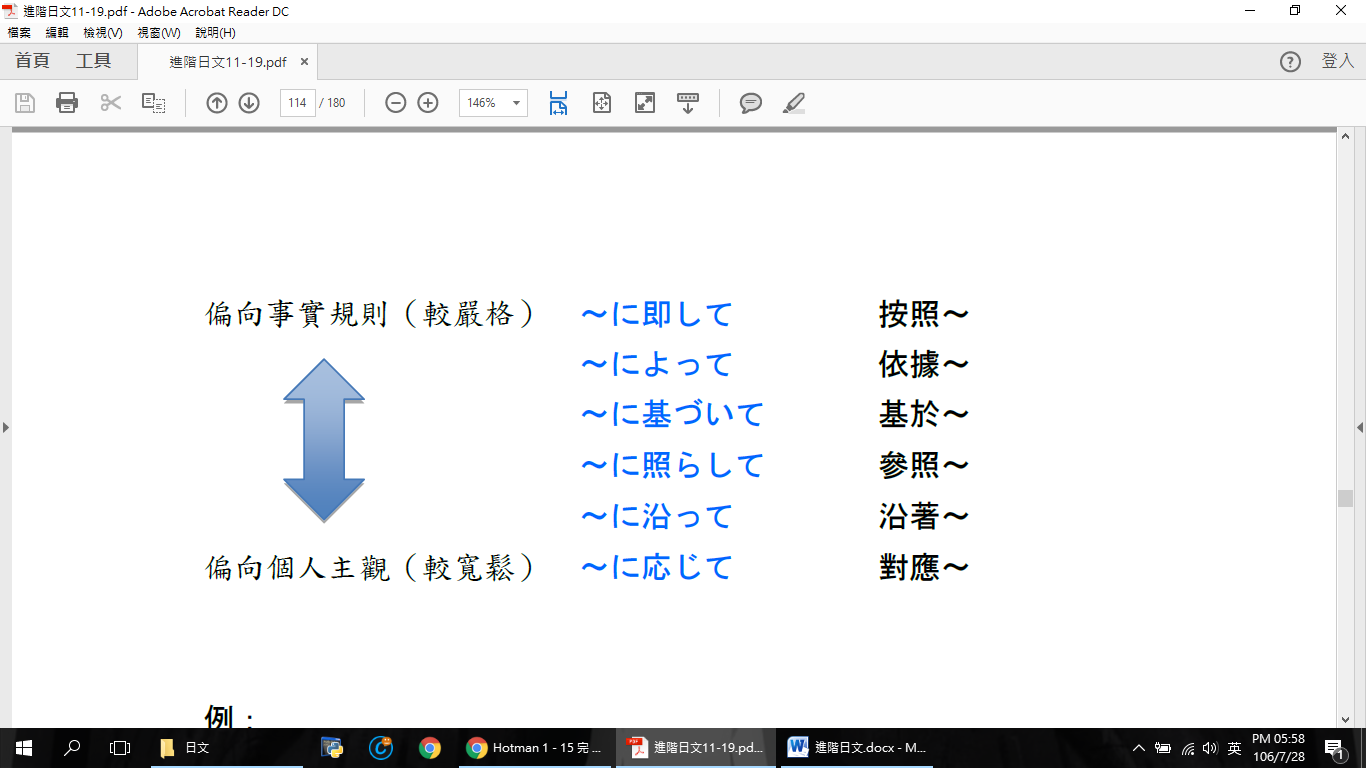 進階日文11-19.pdf - Adobe Acrobat Reader DC
檔案 編輯 檢視(V) 視窗(W) 說明(H)
首頁 工具 進階日文11-19.pdf × 登入
114 / 180 146%
偏向事實規則（較嚴格） ～に即して 按照～
～によって 依據～
～に基づいて 基於～
～に照らして 參照～
～に沿って 沿著～
偏向個人主觀（較寬鬆） ～に応じて 對應～
例：
日文 Hotman 1 - 15 完 ... 進階日文11-19.pd... 進階日文.docx - M... 英 PM 05:58
106/7/28 1